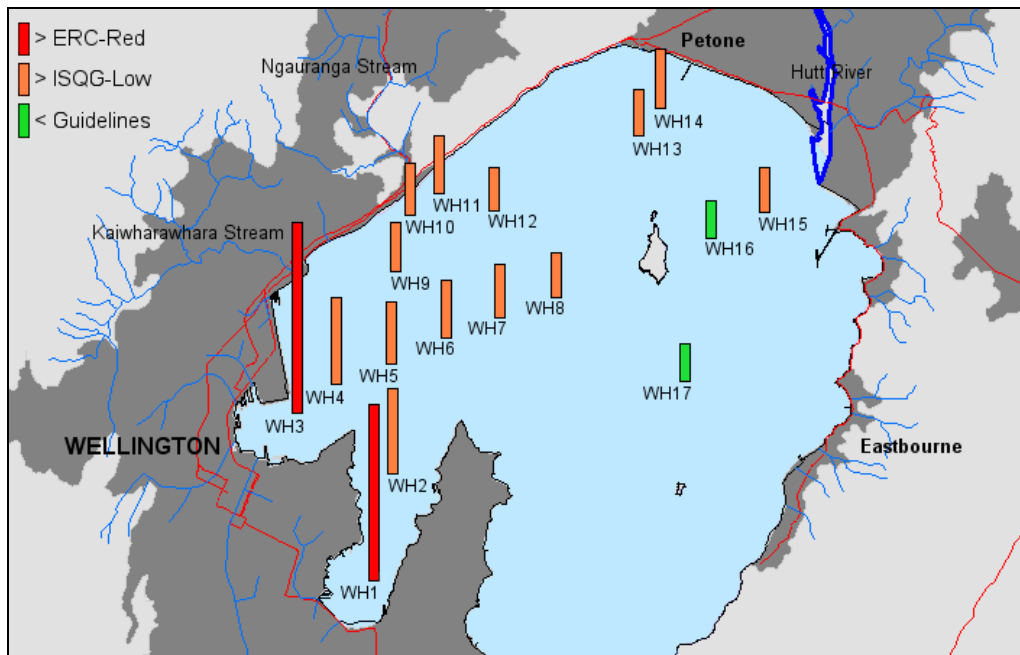 > ERC-Red
> ISQG-Low
< Guidelines
Ngauranga Stream
Petone
Hutt River
WH14
WH13
WH11
WH12
WH10
WH15
Kaiwharawhara Stream
WH16
WH9
WH8
WH7
WH6
WH5
WH4
WH17
WH3
WELLINGTON
Eastbourne
WH2
WH1